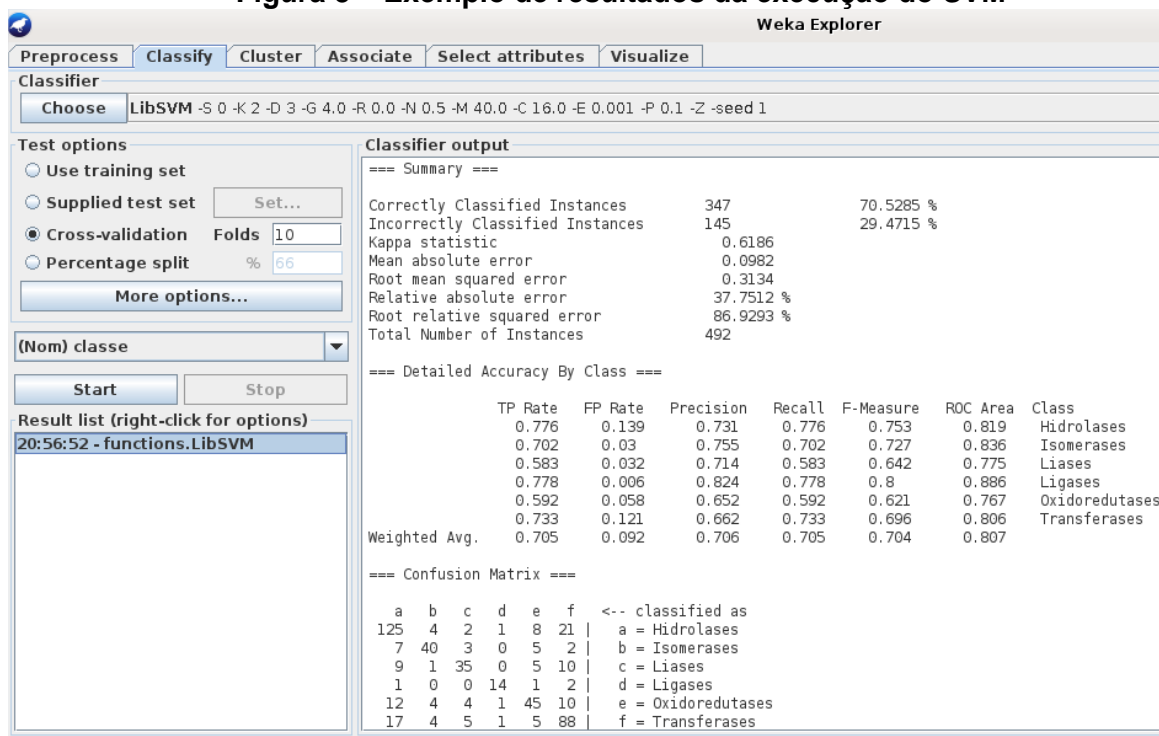 Figura 3 – Exemplo de resultados da execução do SVM
Weka Explorer
Preprocess Classify Cluster Associate Select attributes Visualize
Classifier
Choose LibSVM -S 0 -K 2 -D 3 -G 4.0 -R 0.0 -N 0.5 -M 40.0 -C 16.0 -E 0.001 -P 0.1 -Z -seed 1
Test options
Use training set
Supplied test set Set...
Cross-validation Folds 10
Percentage split % 66
More options...
(Nom) classe
Start Stop
Result list (right-click for options)
20:56:52 - functions.LibSVM
Classifier output
=== Summary ===
Correctly Classified Instances 347 70.5285 %
Incorrectly Classified Instances 145 29.4715 %
Kappa statistic 0.6186
Mean absolute error 0.0982
Root mean squared error 0.3134
Relative absolute error 37.7512 %
Root relative squared error 86.9293 %
Total Number of Instances 492
=== Detailed Accuracy By Class ===
TP Rate FP Rate Precision Recall F-Measure ROC Area Class
0.776 0.139 0.731 0.776 0.753 0.819 Hidrolases
0.702 0.03 0.755 0.702 0.727 0.836 Isomerases
0.583 0.032 0.714 0.583 0.642 0.775 Liases
0.778 0.006 0.824 0.778 0.8 0.886 Ligases
0.592 0.058 0.652 0.592 0.621 0.767 Oxidoredutases
0.733 0.121 0.662 0.733 0.696 0.806 Transferases
Weighted Avg. 0.705 0.092 0.706 0.705 0.704 0.807
=== Confusion Matrix ===
a b c d e f <-- classified as
125 4 2 1 8 21 | a = Hidrolases
7 40 3 0 5 2 | b = Isomerases
9 1 35 0 5 10 | c = Liases
1 0 0 14 1 2 | d = Ligases
12 4 4 1 45 10 | e = Oxidoredutases
17 4 5 1 5 88 | f = Transferases